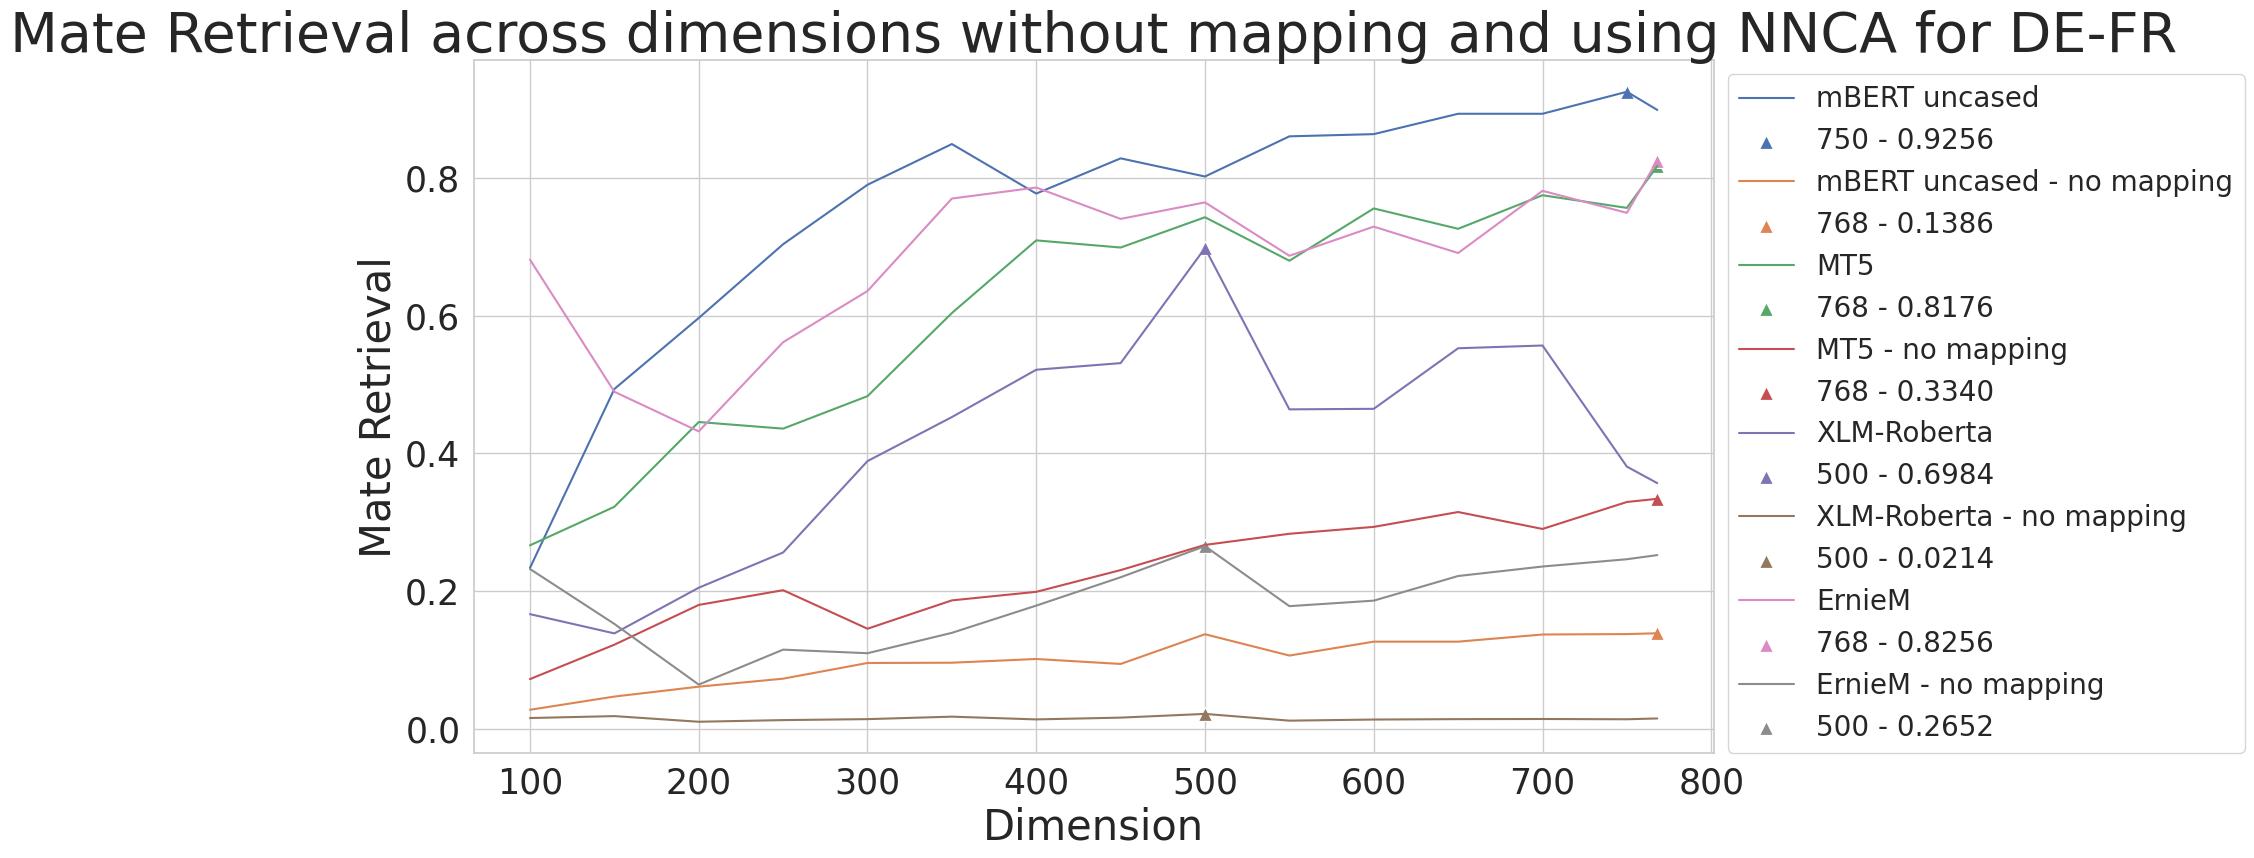 Mate Retrieval across dimensions without mapping and using NNCA for DE-FR
Mate Retrieval
0.8
0.6
0.4
0.2
0.0
100 200 300 400 500 600 700 800
Dimension
mBERT uncased
750 - 0.9256
mBERT uncased - no mapping
768 - 0.1386
MT5
768 - 0.8176
MT5 - no mapping
768 - 0.3340
XLM-Roberta
500 - 0.6984
XLM-Roberta - no mapping
500 - 0.0214
ErnieM
768 - 0.8256
ErnieM - no mapping
500 - 0.2652